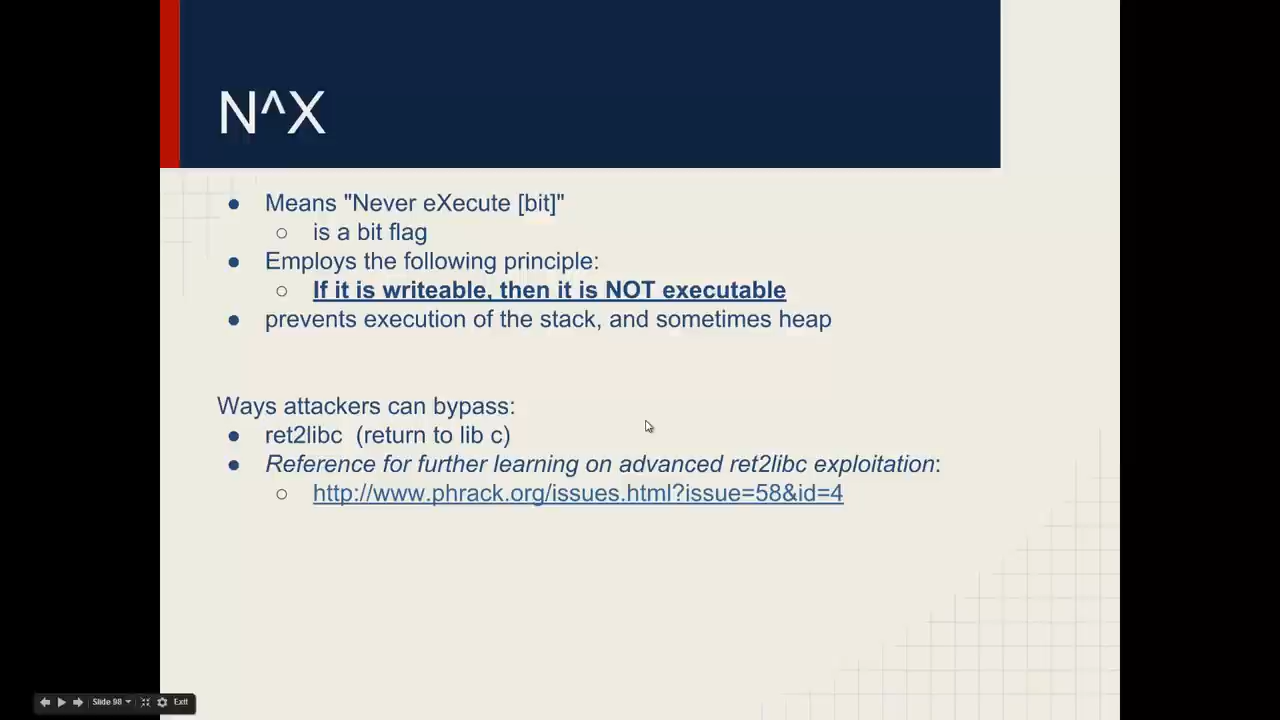 N^X
● Means "Never eXecute [bit]"
○ is a bit flag
● Employs the following principle:
○ If it is writeable, then it is NOT executable
● prevents execution of the stack, and sometimes heap
Ways attackers can bypass:
● ret2libc (return to lib c)
● Reference for further learning on advanced ret2libc exploitation:
○ http://www.phrack.org/issues.html?issue=58&id=4
Slide 98 Exit